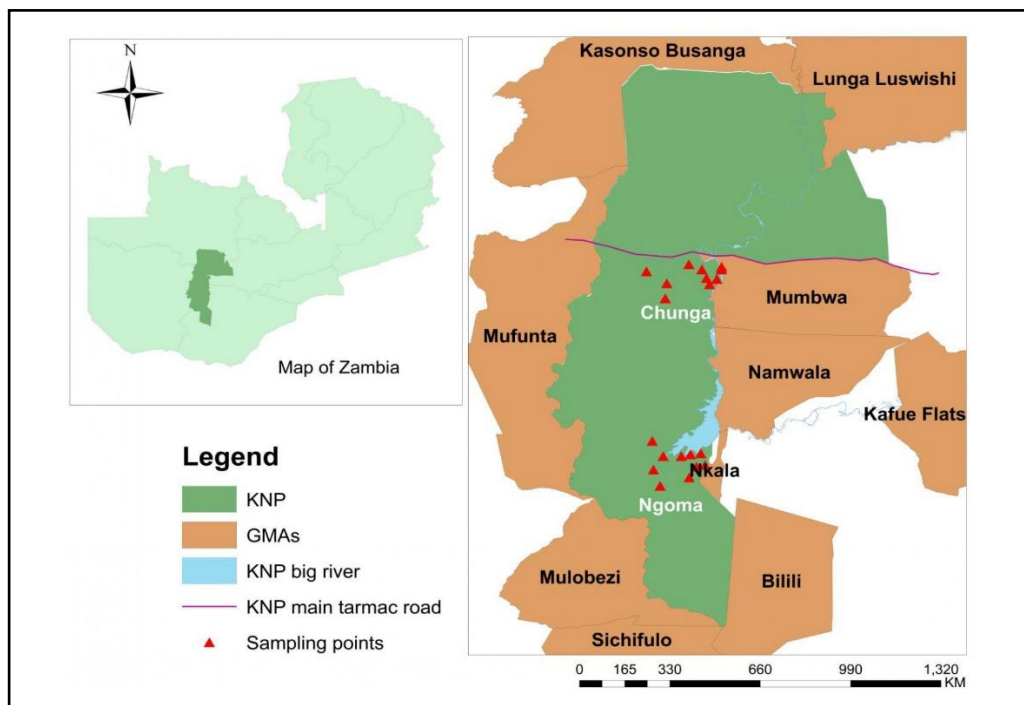 N
Map of Zambia
Legend
KNP
GMAs
KNP big river
KNP main tarmac road
Sampling points
Kasonso Busanga
Lunga Luswishi
Chunga
Mumbwa
Mufunta
Namwala
Kafue Flats
Nkala
Ngoma
Mulobezi
Bilili
Sichifulo
0 165 330 660 990 1,320
KM